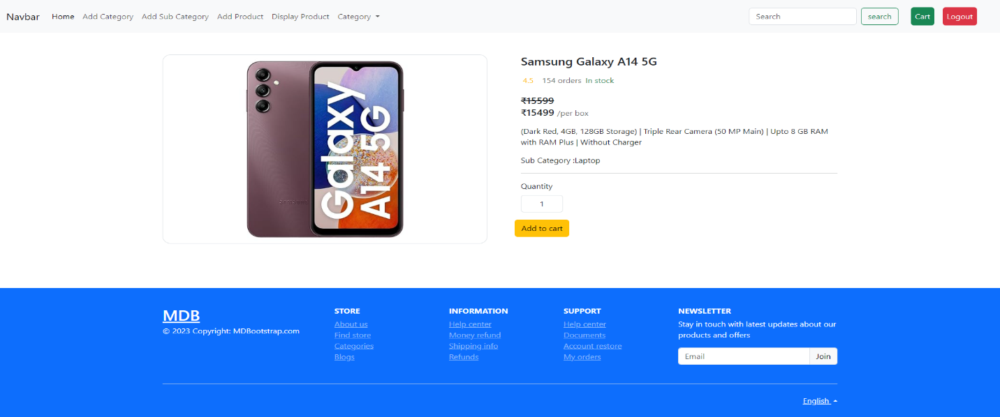 Navbar Home Add Category Add Sub Category Add Product Display Product Category Search search Cart Logout
Galaxy
A14 5G
SAMSUNG
Samsung Galaxy A14 5G
4.5 154 orders In stock
₹15599
₹15499 /per box
(Dark Red, 4GB, 128GB Storage) | Triple Rear Camera (50 MP Main) | Upto 8 GB RAM
with RAM Plus | Without Charger
Sub Category :Laptop
Quantity
1
Add to cart
MDB
© 2023 Copyright: MDBootstrap.com
STORE
About us
Find store
Categories
Blogs
INFORMATION
Help center
Money refund
Shipping info
Refunds
SUPPORT
Help center
Documents
Account restore
My orders
NEWSLETTER
Stay in touch with latest updates about our
products and offers
Email Join
English